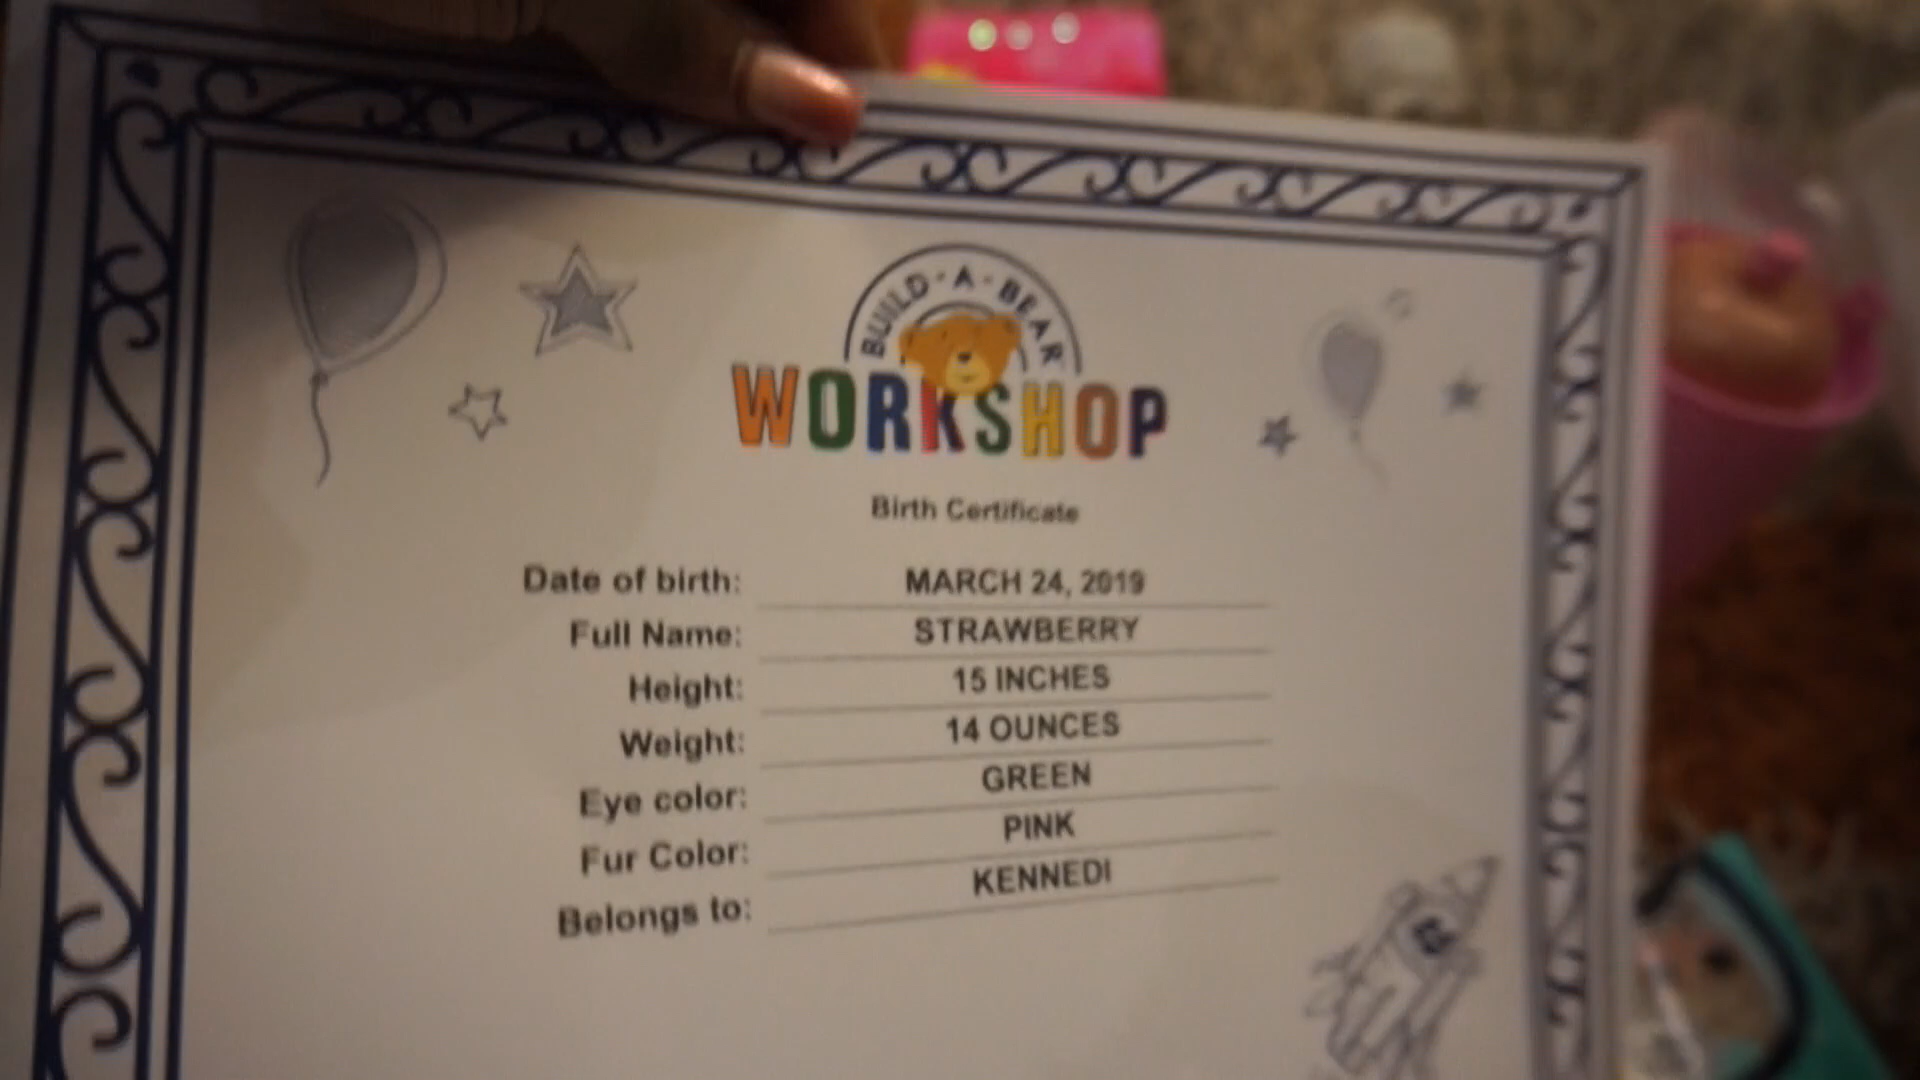 BUILD-A-BEAR
WORKSHOP
Birth Certificate
Date of birth: MARCH 24, 2019
Full Name: STRAWBERRY
Height: 15 INCHES
Weight: 14 OUNCES
Eye color: GREEN
Fur Color: PINK
Belongs to: KENNEDI